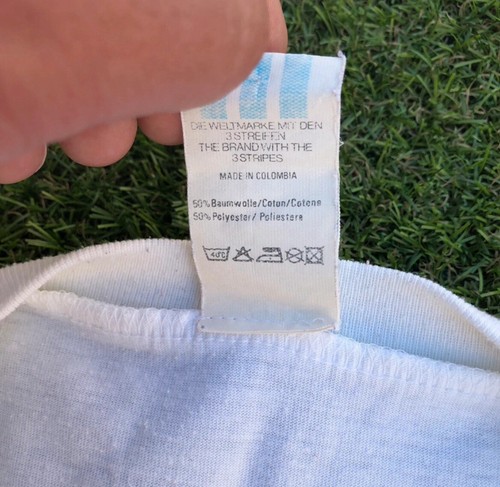 DIE WELTMARKE MIT DEN
3 STREIFEN
THE BRAND WITH THE
3 STRIPES
MADE IN COLOMBIA
50% Baumwolle/Coton/Cotone
50% Polyester/Poliestere
40°C